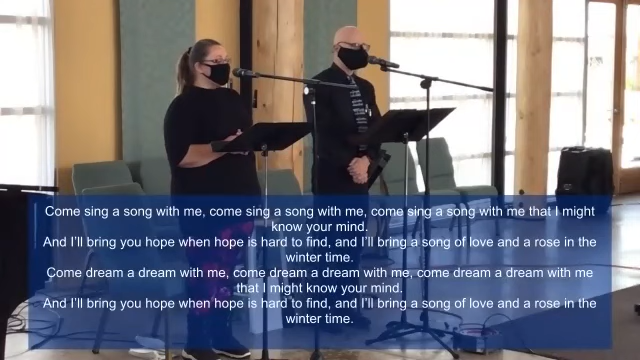 Come sing a song with me, come sing a song with me, come sing a song with me that I might
know your mind.
And I'll bring you hope when hope is hard to find, and I'll bring a song of love and a rose in the
winter time.
Come dream a dream with me, come dream a dream with me, come dream a dream with me
that I might know your mind.
And I'll bring you hope when hope is hard to find, and I'll bring a song of love and a rose in the
winter time.